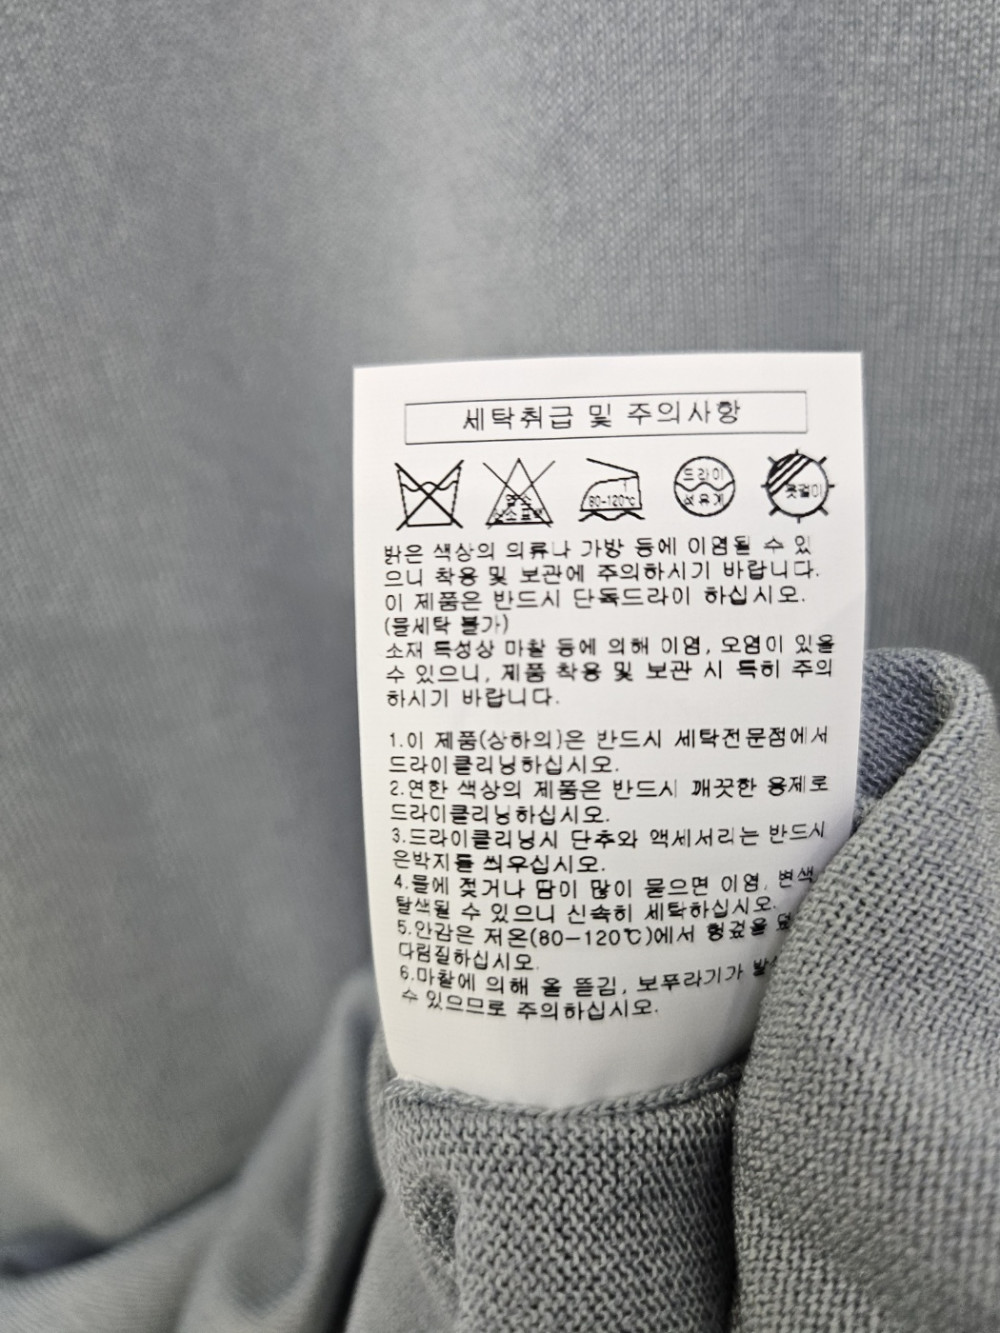 세탁취급 및 주의사항
염소
산소표백
80-120℃
드라이
석유계
옷걸이
밝은 색상의 의류나 가방 등에 이염될 수 있
으니 착용 및 보관에 주의하시기 바랍니다.
이 제품은 반드시 단독드라이 하십시오.
(물세탁 불가)
소재 특성상 마찰 등에 의해 이염, 오염이 있을
수 있으니, 제품 착용 및 보관 시 특히 주의
하시기 바랍니다.
1.이 제품(상하의)은 반드시 세탁전문점에서
드라이클리닝하십시오.
2.연한 색상의 제품은 반드시 깨끗한 용제로
드라이클리닝하십시오.
3.드라이클리닝시 단추와 액세서리는 반드시
은박지를 씌우십시오.
4.물에 젖거나 땀이 많이 묻으면 이염, 변색
탈색될 수 있으니 신속히 세탁하십시오.
5.안감은 저온(80-120℃)에서 헝겊을
다림질하십시오.
6.마찰에 의해 올 뜯김, 보푸라기가
수 있으므로 주의하십시오.